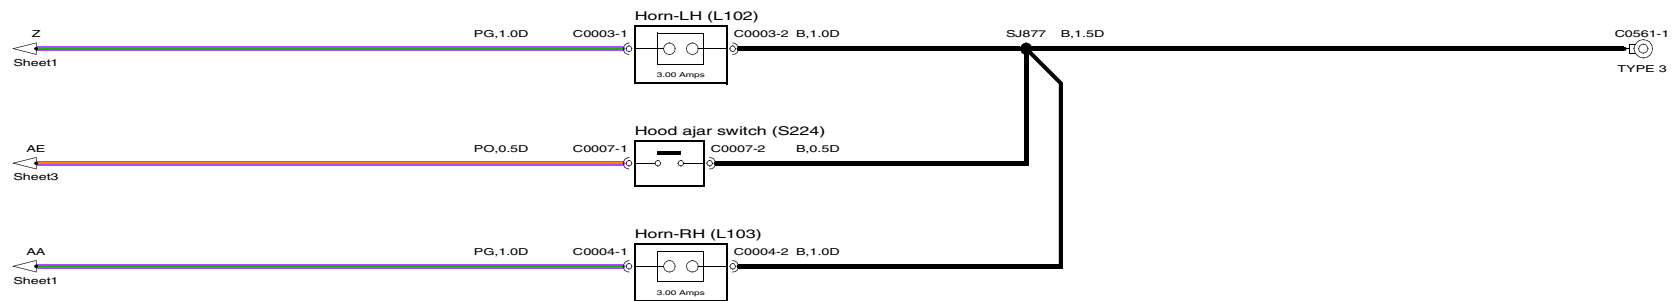 Horn-LH (L102)
Z PG,1.0D C0003-1 C0003-2 B,1.0D SJ877 B,1.5D C0561-1
Sheet1 3.00 Amps TYPE 3
Hood ajar switch (S224)
AE PO,0.5D C0007-1 C0007-2 B,0.5D
Sheet3
Horn-RH (L103)
AA PG,1.0D C0004-1 C0004-2 B,1.0D
Sheet1 3.00 Amps